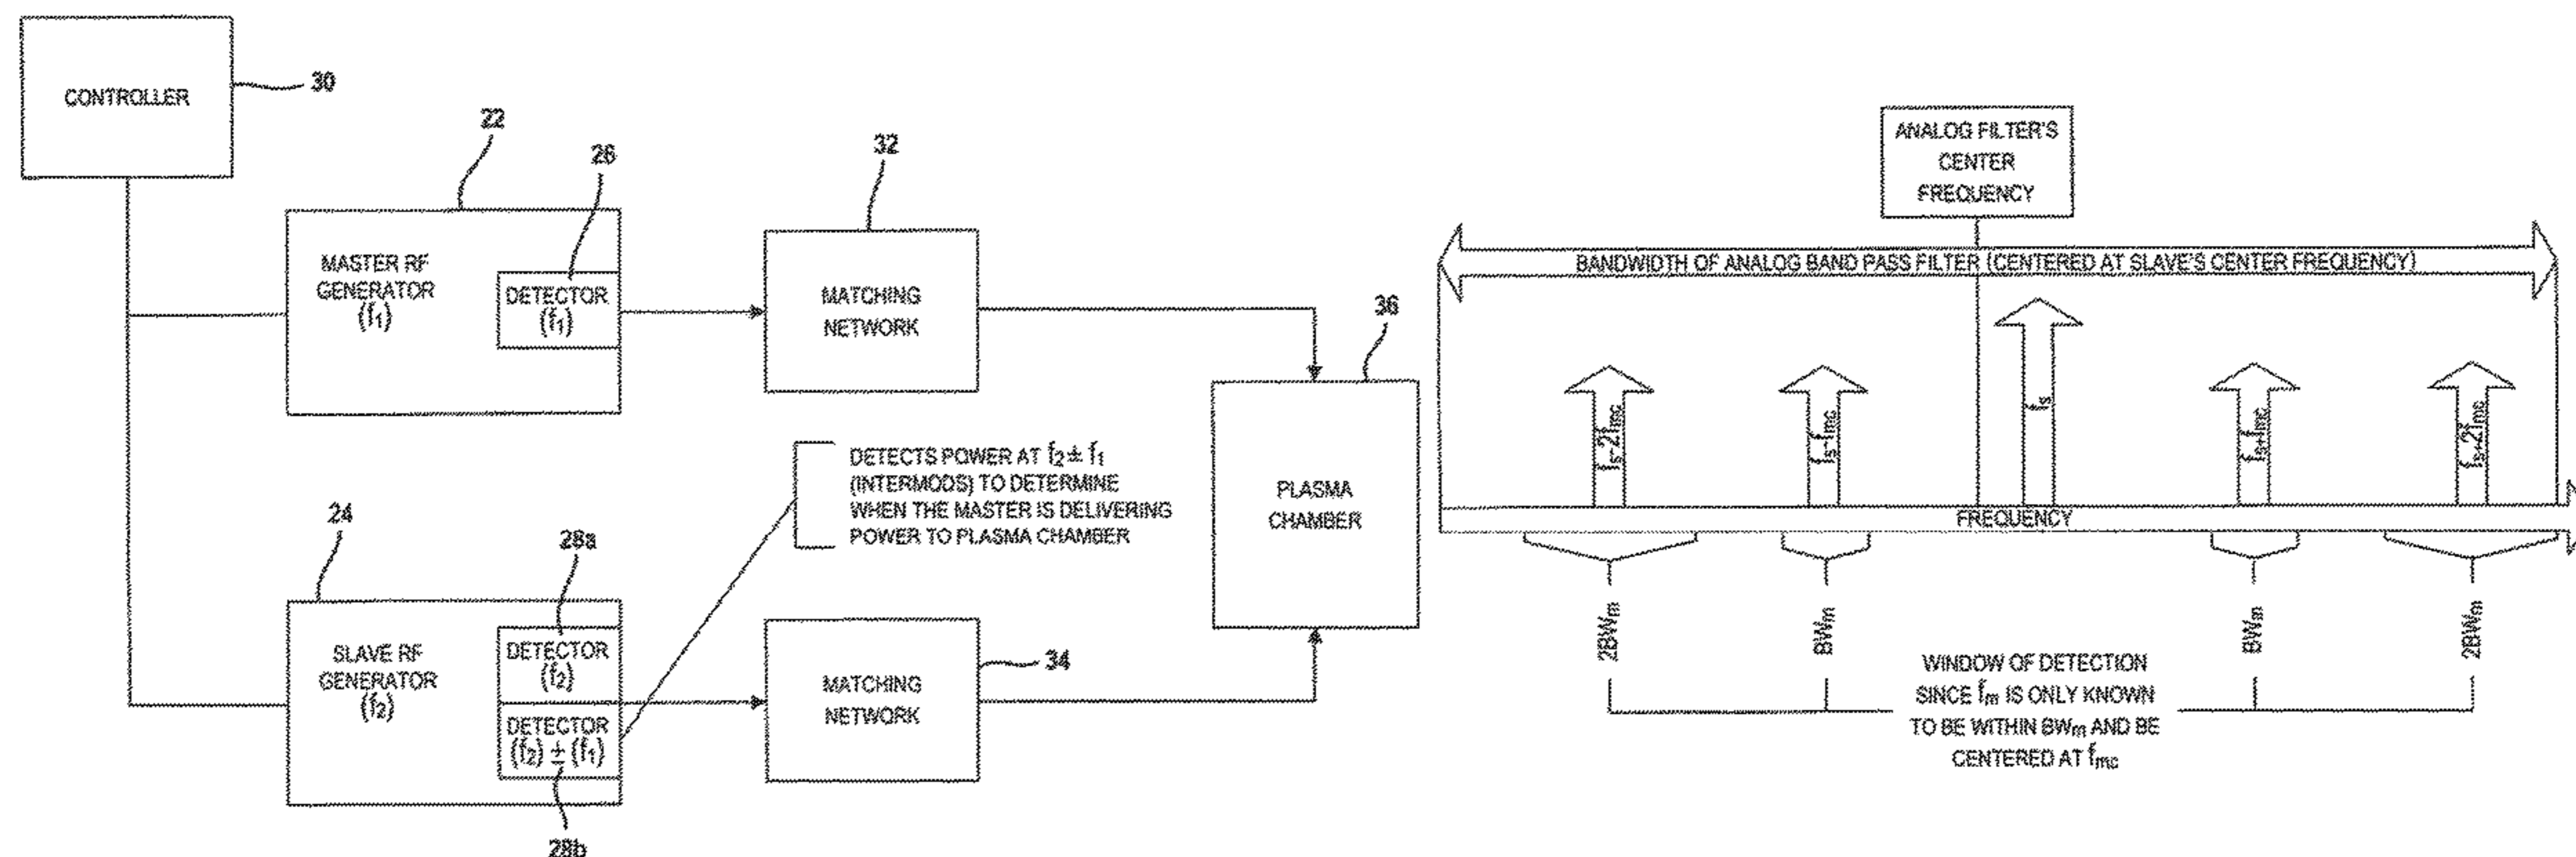 CONTROLLER
30
22
26
MASTER RF
GENERATOR
(f1)
DETECTOR
(f1)
32
MATCHING
NETWORK
24
28a
SLAVE RF
GENERATOR
(f2)
DETECTOR
(f2)
DETECTOR
(f2) ± (f1)
28b
DETECTS POWER AT f2 ± f1
(INTERMODS) TO DETERMINE
WHEN THE MASTER IS DELIVERING
POWER TO PLASMA CHAMBER
MATCHING
NETWORK
34
36
PLASMA
CHAMBER
ANALOG FILTER'S
CENTER
FREQUENCY
BANDWIDTH OF ANALOG BAND PASS FILTER (CENTERED AT SLAVE'S CENTER FREQUENCY)
fs-2fmc
fs-fmc
fs
fs+fmc
fs+2fmc
FREQUENCY
2BWm
BWm
BWm
2BWm
WINDOW OF DETECTION
SINCE fm IS ONLY KNOWN
TO BE WITHIN BWm AND BE
CENTERED AT fmc